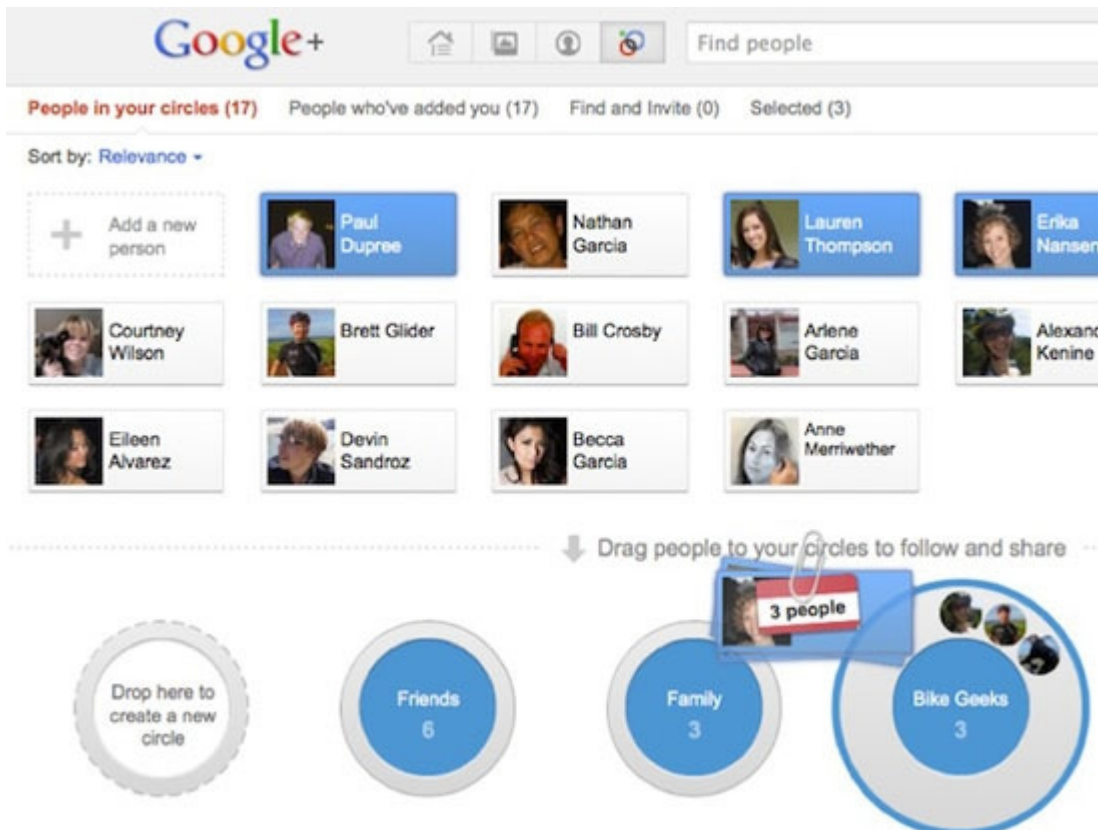 Google+
Find people
People in your circles (17) People who've added you (17) Find and Invite (0) Selected (3)
Sort by: Relevance
Add a new
person
Paul
Dupree
Nathan
Garcia
Lauren
Thompson
Erika
Nansen
Courtney
Wilson
Brett Glider
Bill Crosby
Arlene
Garcia
Alexand
Kenine
Eileen
Alvarez
Devin
Sandroz
Becca
Garcia
Anne
Merriwether
Drag people to your circles to follow and share
3 people
Drop here to
create a new
circle
Friends
6
Family
3
Bike Geeks
3